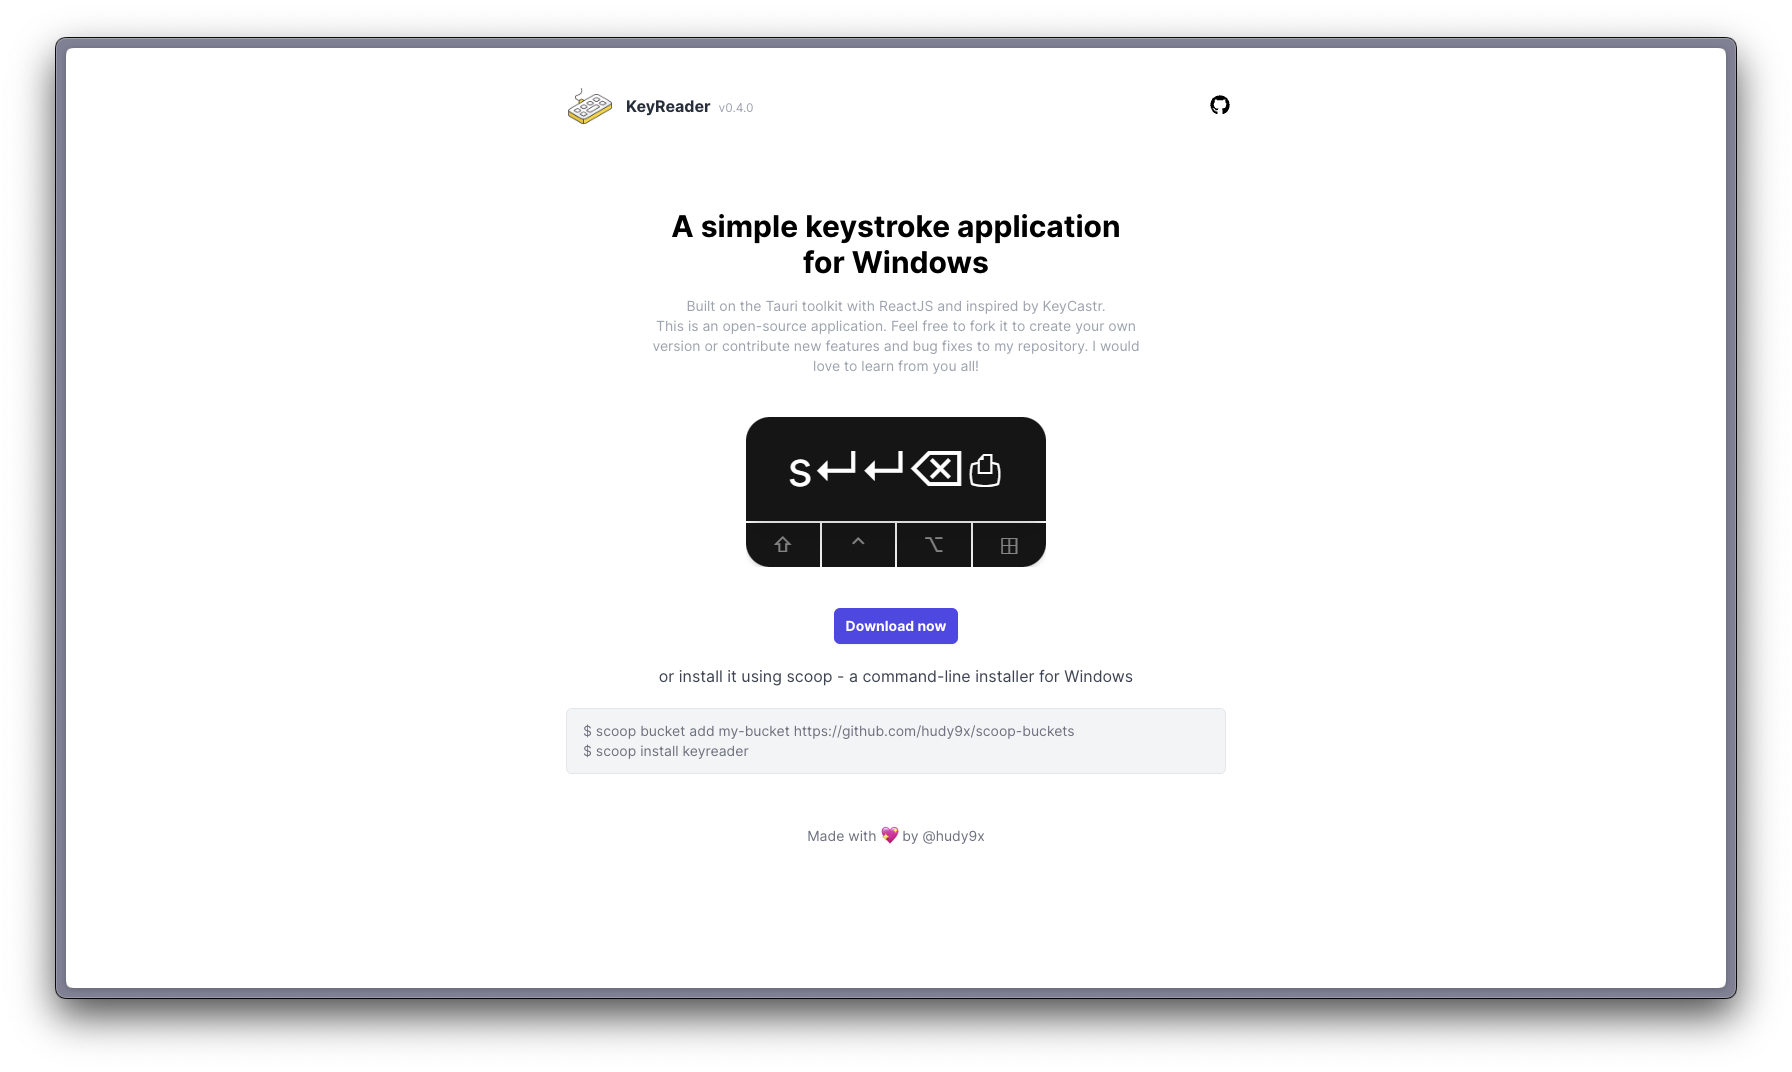 KeyReader v0.4.0
A simple keystroke application
for Windows
Built on the Tauri toolkit with ReactJS and inspired by KeyCastr.
This is an open-source application. Feel free to fork it to create your own
version or contribute new features and bug fixes to my repository. I would
love to learn from you all!
s↵↵⌫
⇧ ^ ⌥ ⊞
Download now
or install it using scoop - a command-line installer for Windows
$ scoop bucket add my-bucket https://github.com/hudy9x/scoop-buckets
$ scoop install keyreader
Made with 💖 by @hudy9x